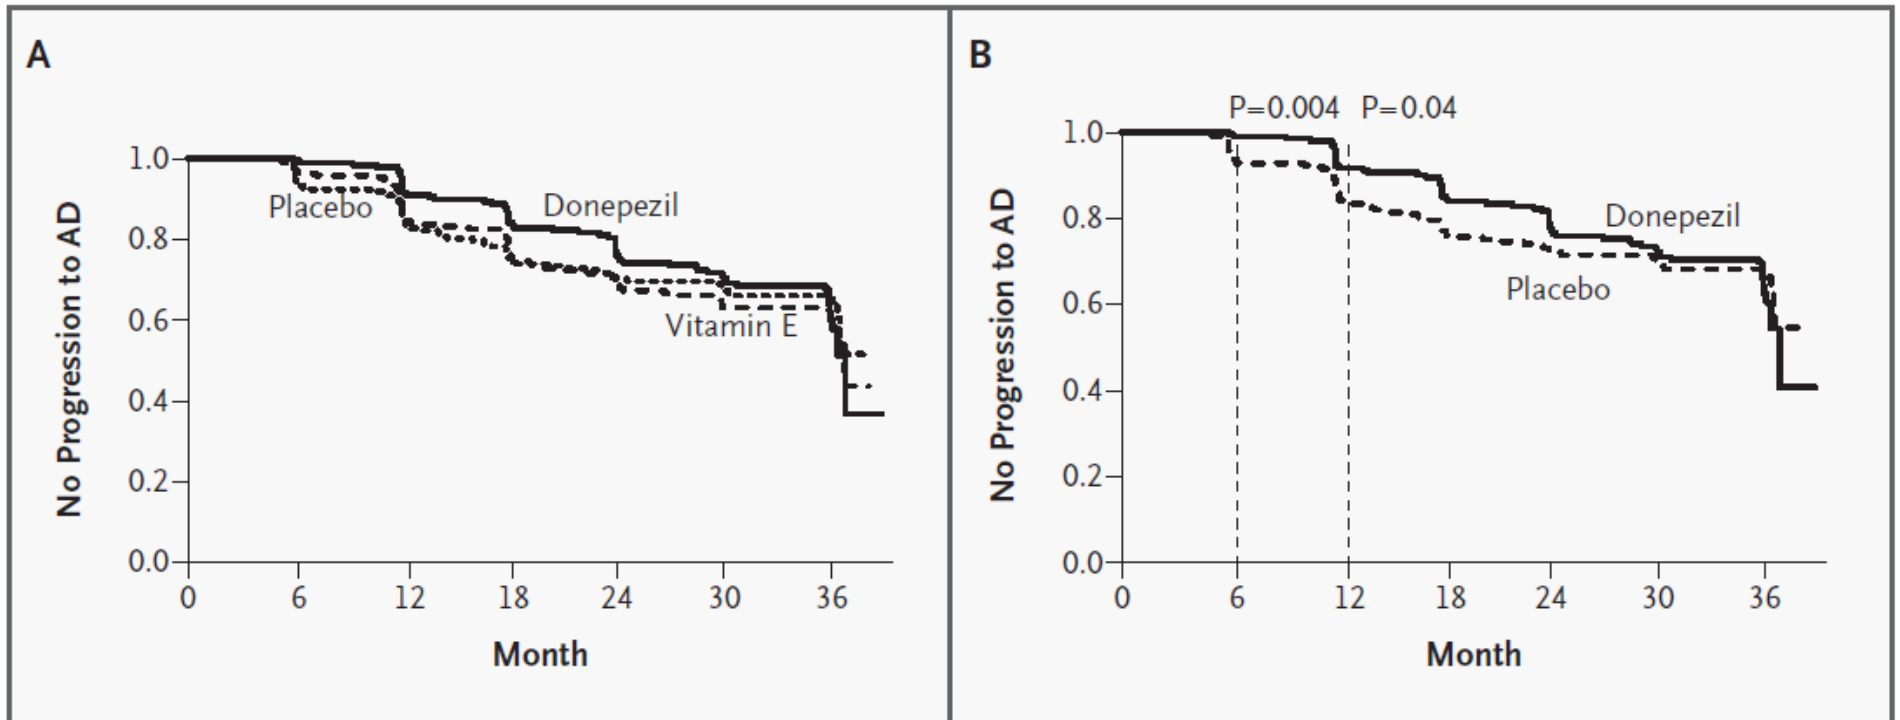 A
No Progression to AD
1.0
0.8
0.6
0.4
0.2
0.0
Placebo
Donepezil
Vitamin E
0 6 12 18 24 30 36
Month
B
No Progression to AD
P=0.004 P=0.04
1.0
0.8
0.6
0.4
0.2
0.0
Donepezil
Placebo
0 6 12 18 24 30 36
Month